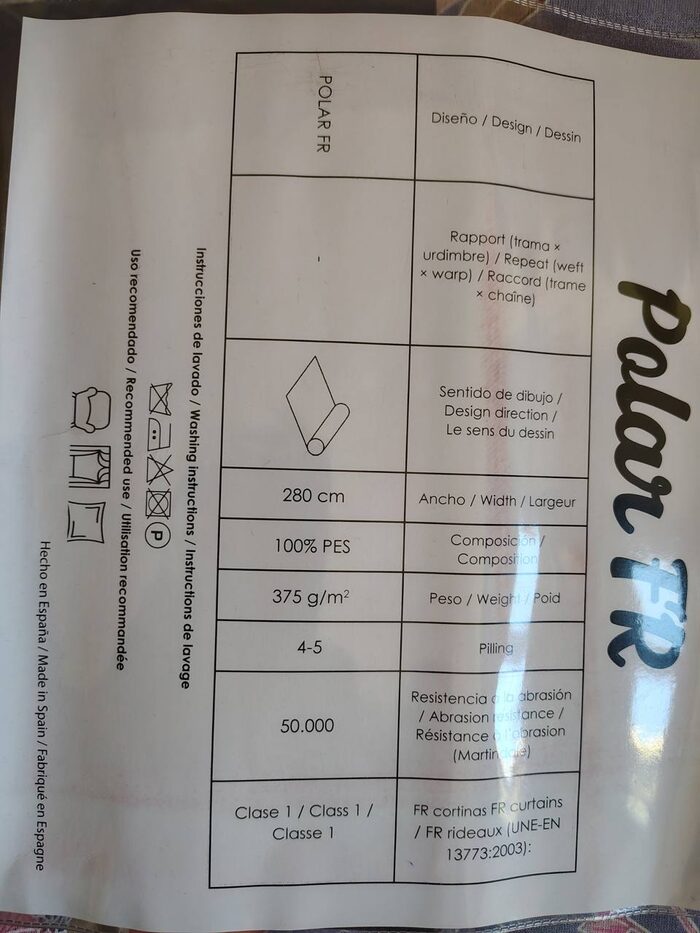 Polar FR
Diseño / Design / Dessin
POLAR FR
Rapport (trama ×
urdimbre) / Repeat (weft
× warp) / Raccord (trame
× chaîne)
-
Sentido de dibujo /
Design direction /
Le sens du dessin
Ancho / Width / Largeur
280 cm
Composición /
Composition
100% PES
Peso / Weight / Poid
375 g/m²
Pilling
4-5
Resistencia a la abrasión
/ Abrasion resistance /
Résistance à l'abrasion
(Martindale)
50.000
FR cortinas FR curtains
/ FR rideaux (UNE-EN
13773:2003):
Clase 1 / Class 1 /
Classe 1
Instrucciones de lavado / Washing instructions / Instructions de lavage
P
Uso recomendado / Recommended use / Utilisation recommandée
Hecho en España / Made in Spain / Fabriqué en Espagne